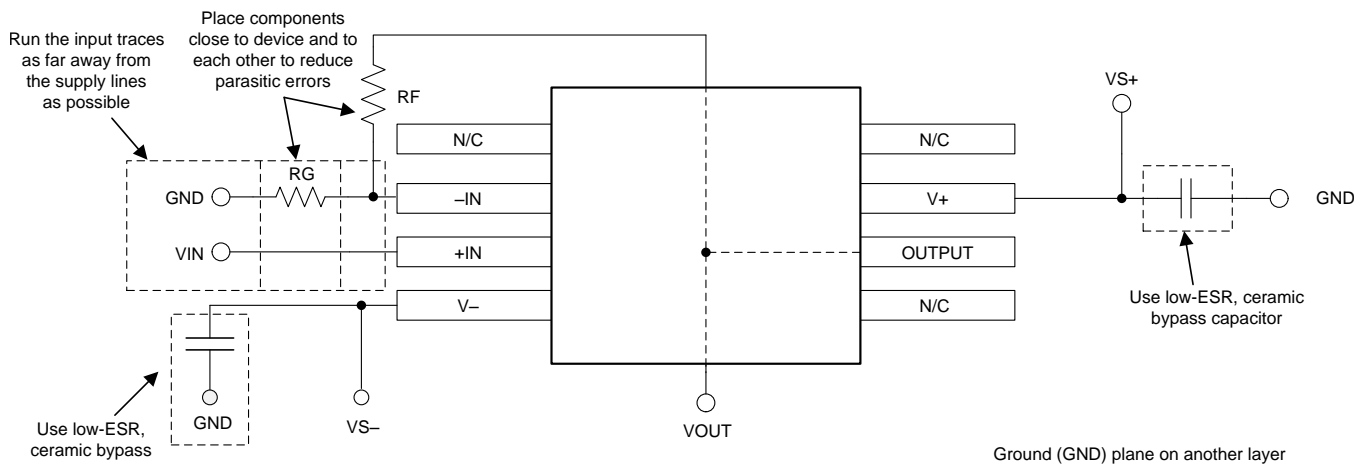 Place components
close to device and to
each other to reduce
parasitic errors
Run the input traces
as far away from
the supply lines
as possible
RF
VS+
N/C
N/C
RG
GND
–IN
V+
GND
VIN
+IN
OUTPUT
V–
N/C
Use low-ESR, ceramic
bypass capacitor
GND
VS–
VOUT
Use low-ESR,
ceramic bypass
Ground (GND) plane on another layer